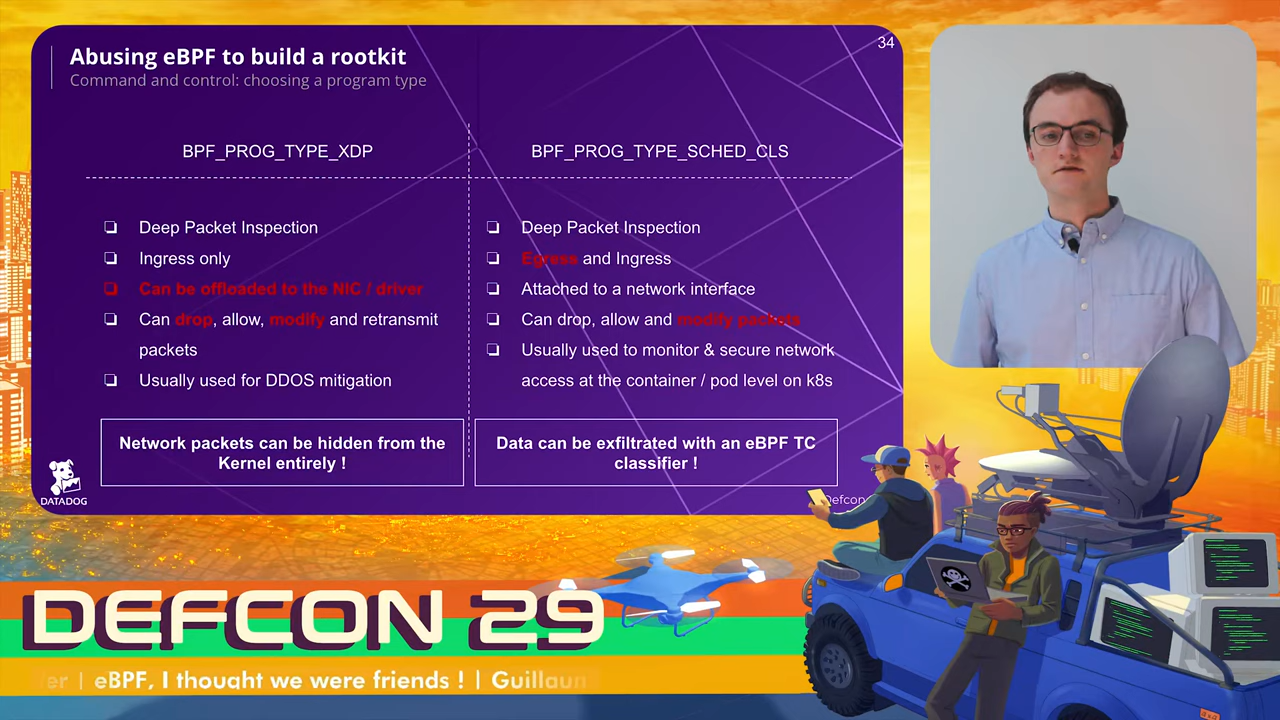 34
Abusing eBPF to build a rootkit
Command and control: choosing a program type
BPF_PROG_TYPE_XDP
Deep Packet Inspection
Ingress only
Can be offloaded to the NIC / driver
Can drop, allow, modify and retransmit
packets
Usually used for DDOS mitigation
Network packets can be hidden from the
Kernel entirely !
BPF_PROG_TYPE_SCHED_CLS
Deep Packet Inspection
Egress and Ingress
Attached to a network interface
Can drop, allow and modify packets
Usually used to monitor & secure network
access at the container / pod level on k8s
Data can be exfiltrated with an eBPF TC
classifier !
DATADOG
Defcon
DEFCON 29
er | eBPF, I thought we were friends ! | Guillaum